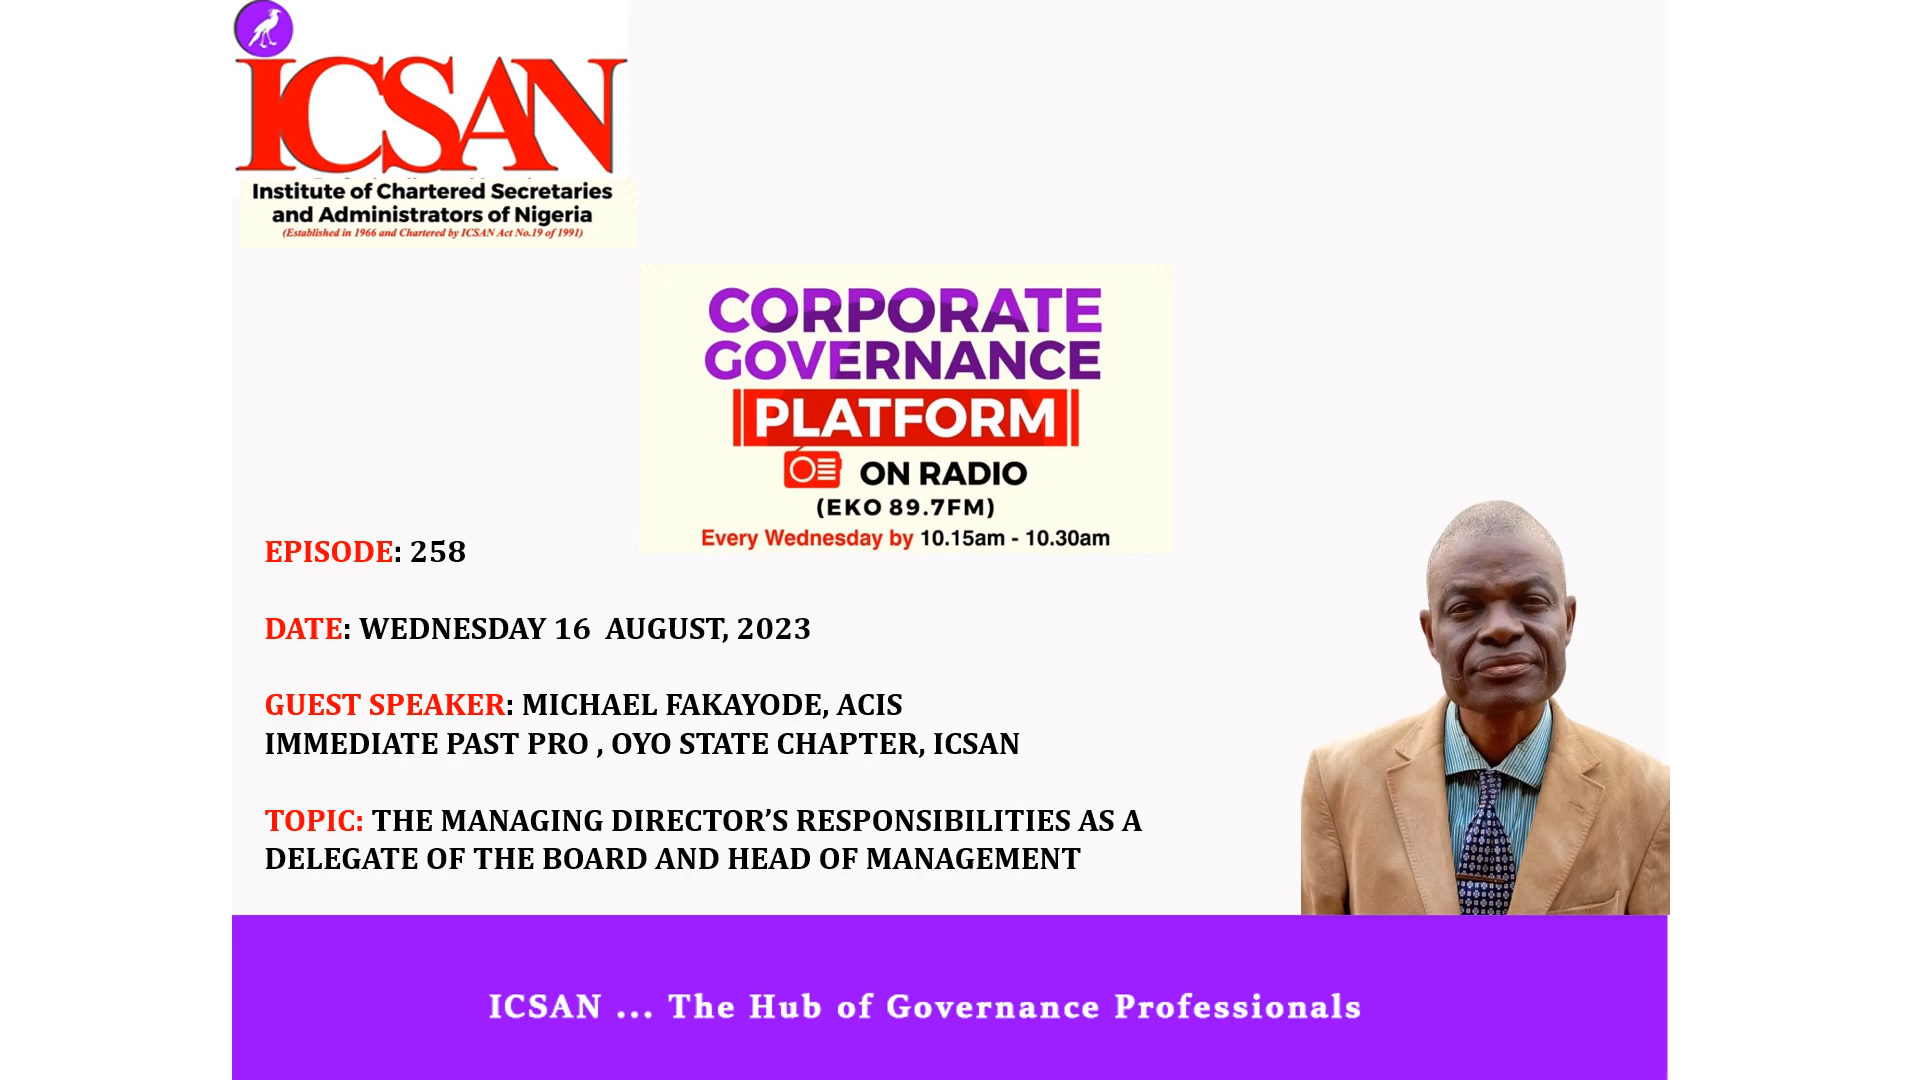 ICSAN
Institute of Chartered Secretaries
and Administrators of Nigeria
(Established in 1966 and Chartered by ICSAN Act No.19 of 1991)
CORPORATE
GOVERNANCE
PLATFORM
ON RADIO
(EKO 89.7FM)
Every Wednesday by 10.15am - 10.30am
EPISODE: 258
DATE: WEDNESDAY 16 AUGUST, 2023
GUEST SPEAKER: MICHAEL FAKAYODE, ACIS
IMMEDIATE PAST PRO , OYO STATE CHAPTER, ICSAN
TOPIC: THE MANAGING DIRECTOR’S RESPONSIBILITIES AS A
DELEGATE OF THE BOARD AND HEAD OF MANAGEMENT
ICSAN ... The Hub of Governance Professionals